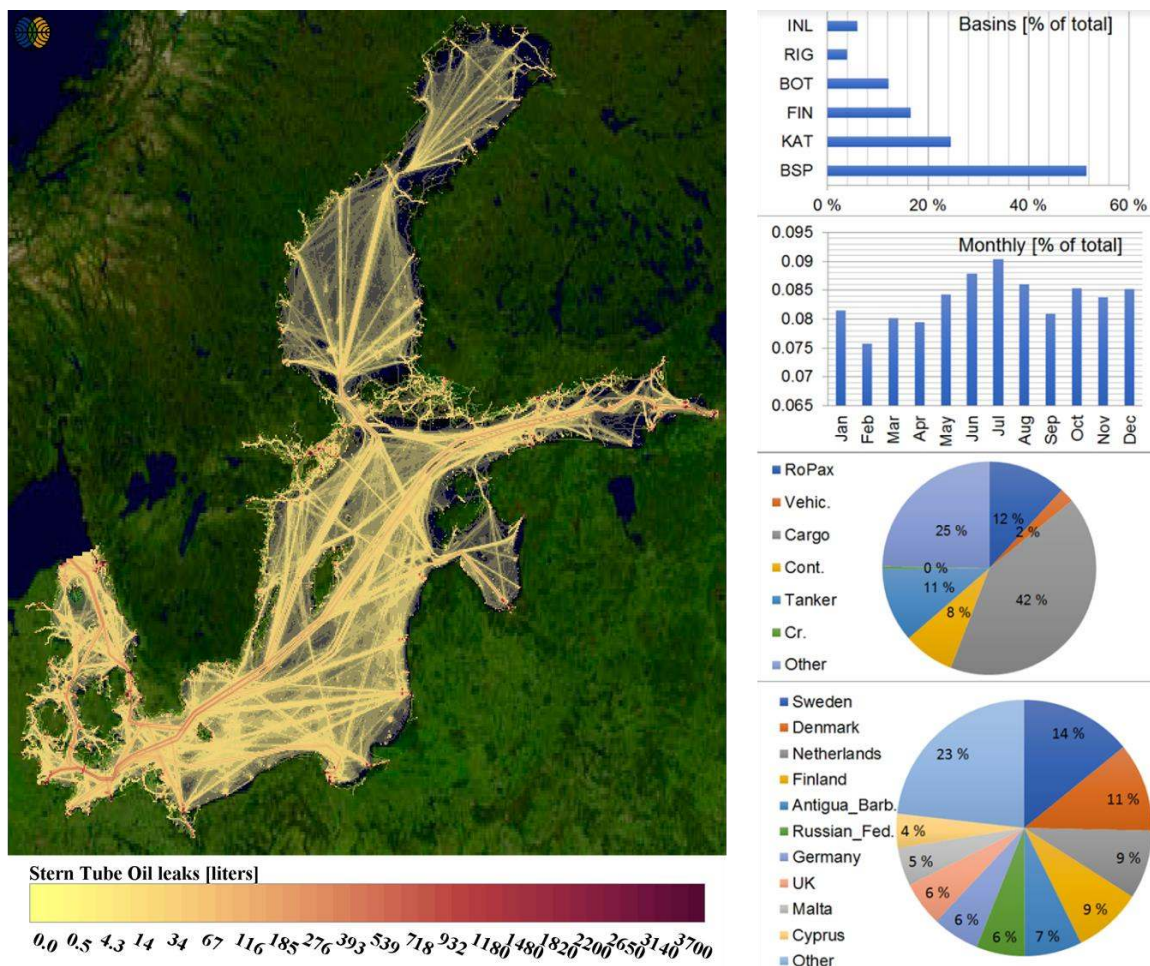 Stern Tube Oil leaks [liters]
0.0 0.5 4.3 14 34 67 116 185 276 393 539 718 932 1180 1480 1820 2200 2650 3140 3700
Basins [% of total]
INL
RIG
BOT
FIN
KAT
BSP
0 % 20 % 40 % 60 %
Monthly [% of total]
0.095
0.09
0.085
0.08
0.075
0.07
0.065
Jan Feb Mar Apr May Jun Jul Aug Sep Oct Nov Dec
RoPax
Vehic.
Cargo
Cont.
Tanker
Cr.
Other
12 %
2 %
42 %
8 %
11 %
0 %
25 %
Sweden
Denmark
Netherlands
Finland
Antigua_Barb.
Russian_Fed.
Germany
UK
Malta
Cyprus
Other
14 %
11 %
9 %
9 %
7 %
6 %
6 %
6 %
5 %
4 %
23 %